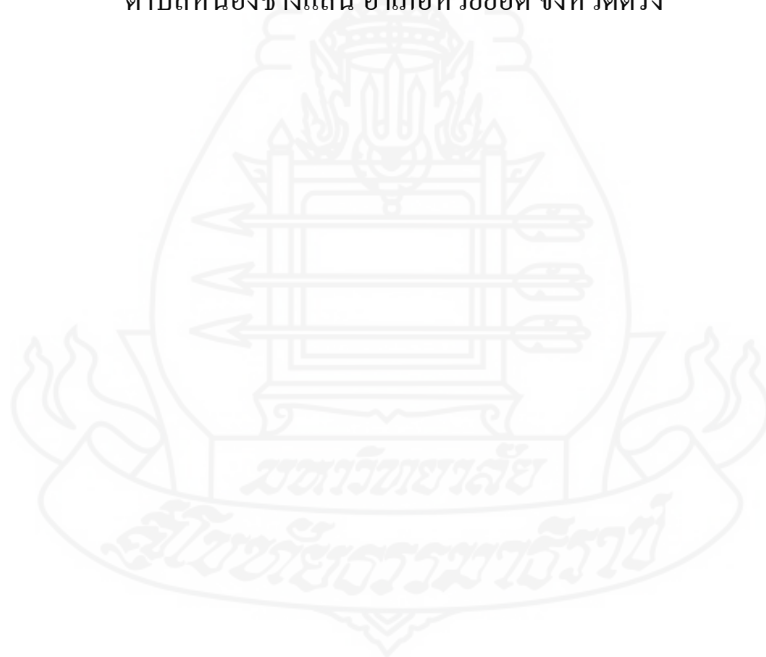 ตำบลหนองช้างแล่น อำเภอห้วยยอด จังหวัดตรัง
มหาวิทยาลัย
สุโขทัยธรรมาธิราช